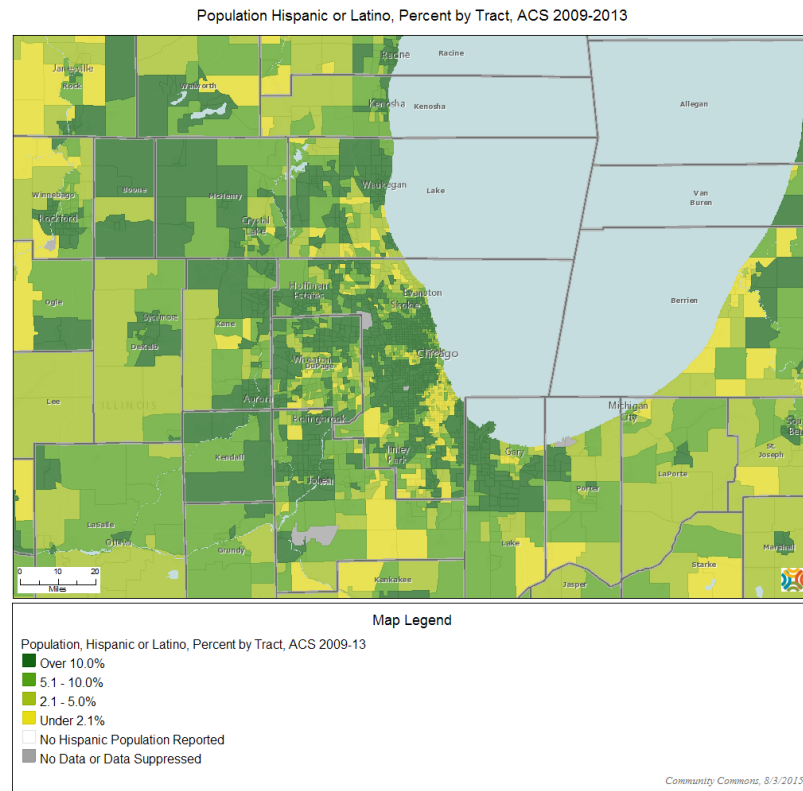 Population Hispanic or Latino, Percent by Tract, ACS 2009-2013
Racine
Racine
Janesville
Rock
Walworth
Kenosha
Kenosha
Allegan
Waukegan
Lake
Van
Buren
Winnebago
Rockford
Boone
McHenry
Crystal
Lake
Hoffman
Estates
Evanston
Skokie
Berrien
Ogle
Sycamore
DeKalb
Kane
Wheaton
DuPage
Chicago
Lee
ILLINOIS
Aurora
Bolingbrook
Michigan
City
Kendall
Tinley
Park
Gary
St.
Joseph
Joliet
Porter
LaPorte
LaSalle
Ottawa
Grundy
Lake
Marshall
Starke
Kankakee
Jasper
0 10 20
Miles
Map Legend
Population, Hispanic or Latino, Percent by Tract, ACS 2009-13
Over 10.0%
5.1 - 10.0%
2.1 - 5.0%
Under 2.1%
No Hispanic Population Reported
No Data or Data Suppressed
Community Commons, 8/3/2015